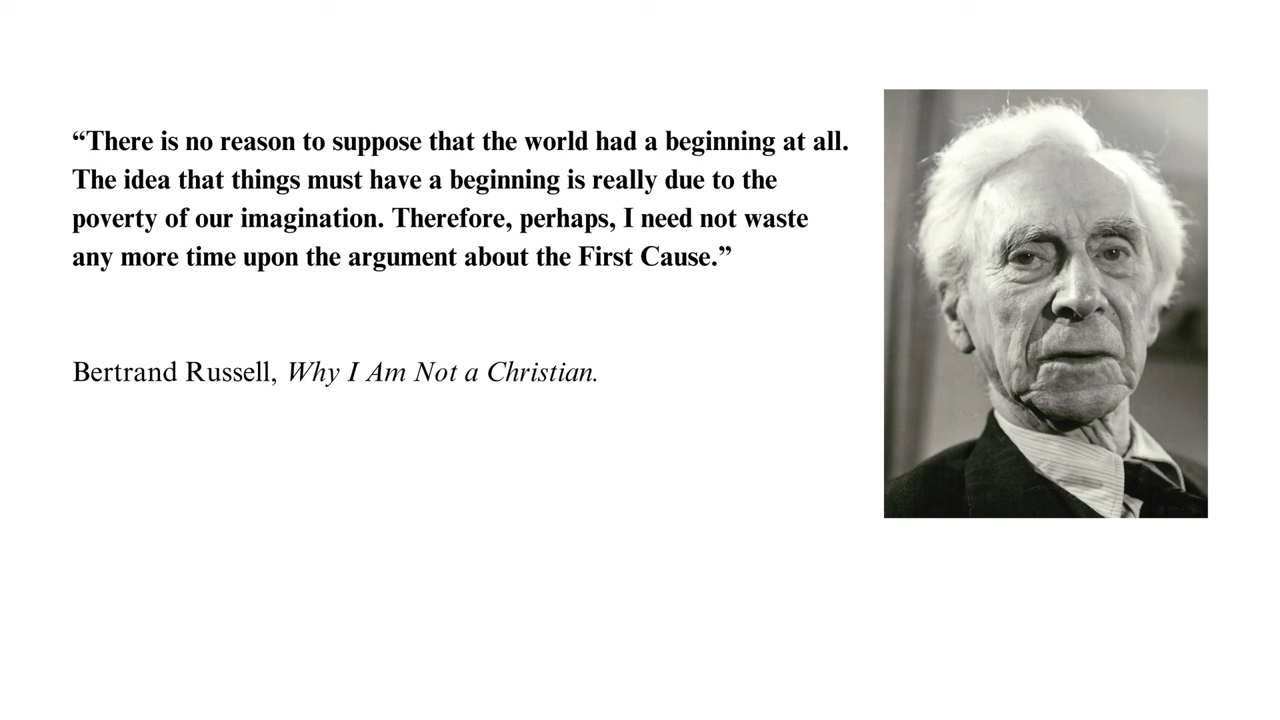 “There is no reason to suppose that the world had a beginning at all.
The idea that things must have a beginning is really due to the
poverty of our imagination. Therefore, perhaps, I need not waste
any more time upon the argument about the First Cause.”
Bertrand Russell, Why I Am Not a Christian.